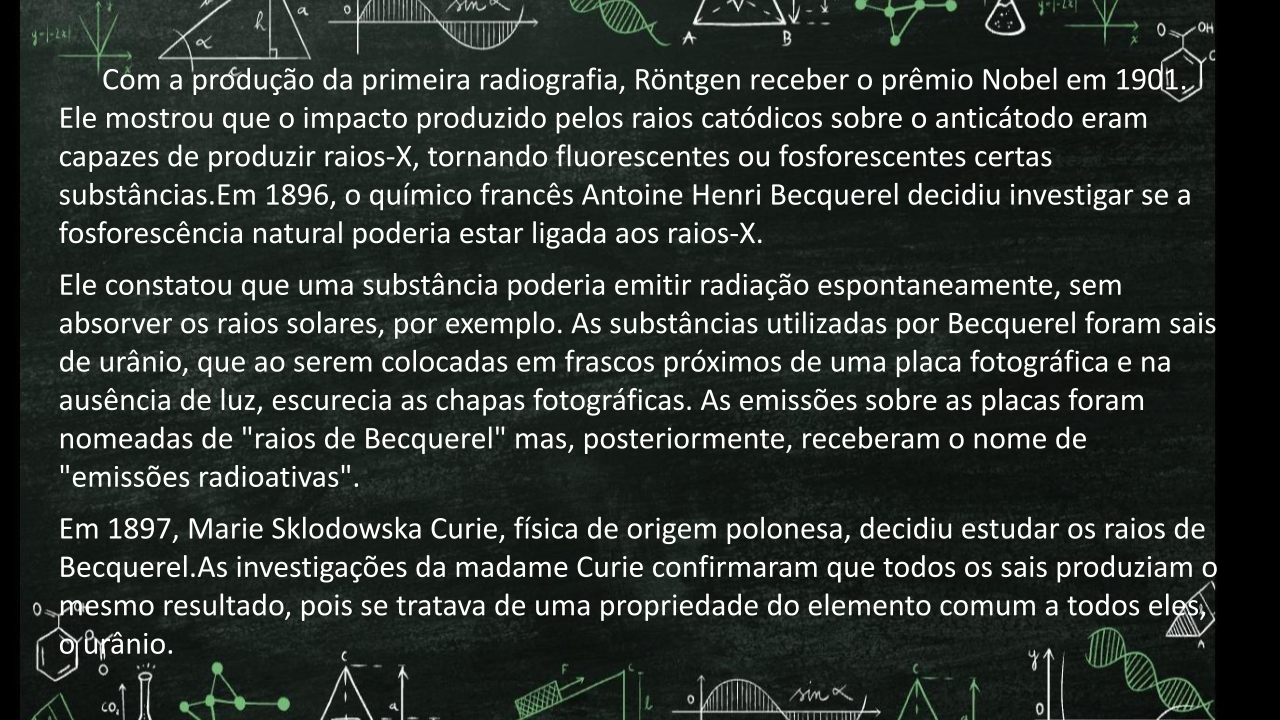 Com a produção da primeira radiografia, Röntgen receber o prêmio Nobel em 1901.
Ele mostrou que o impacto produzido pelos raios catódicos sobre o anticátodo eram
capazes de produzir raios-X, tornando fluorescentes ou fosforescentes certas
substâncias.Em 1896, o químico francês Antoine Henri Becquerel decidiu investigar se a
fosforescência natural poderia estar ligada aos raios-X.
Ele constatou que uma substância poderia emitir radiação espontaneamente, sem
absorver os raios solares, por exemplo. As substâncias utilizadas por Becquerel foram sais
de urânio, que ao serem colocadas em frascos próximos de uma placa fotográfica e na
ausência de luz, escurecia as chapas fotográficas. As emissões sobre as placas foram
nomeadas de "raios de Becquerel" mas, posteriormente, receberam o nome de
"emissões radioativas".
Em 1897, Marie Sklodowska Curie, física de origem polonesa, decidiu estudar os raios de
Becquerel.As investigações da madame Curie confirmaram que todos os sais produziam o
mesmo resultado, pois se tratava de uma propriedade do elemento comum a todos eles,
o urânio.